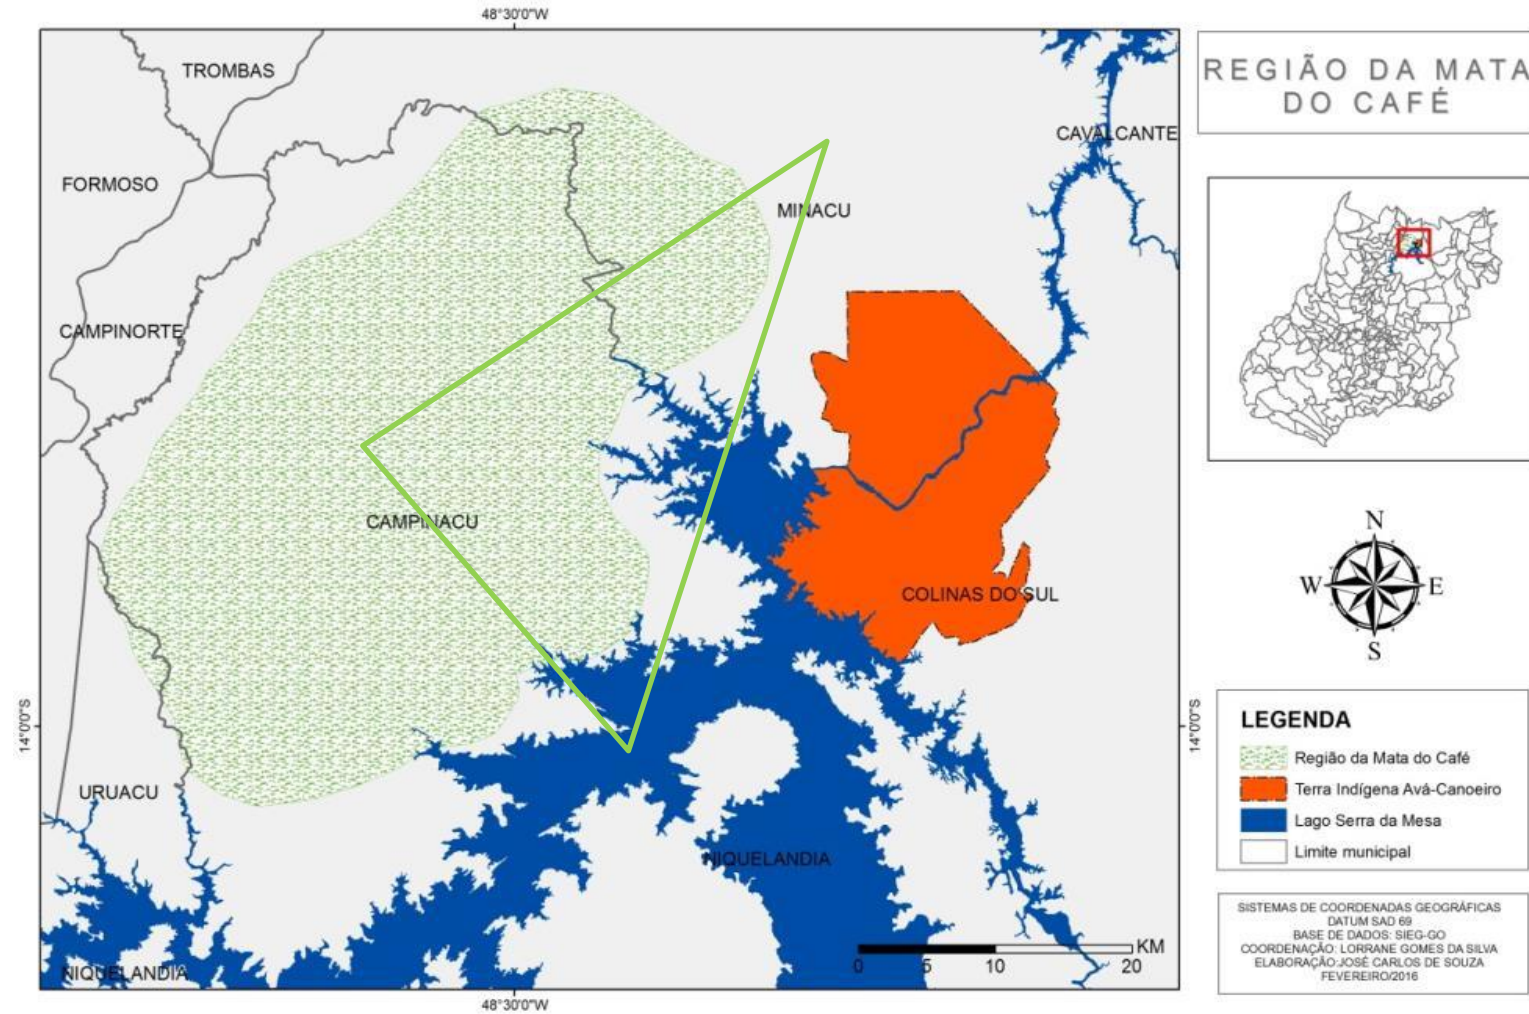 48°30'0"W
TROMBAS
CAVALCANTE
FORMOSO
MINACU
CAMPINORTE
CAMPINACU
COLINAS DO SUL
14°0'0"S
14°0'0"S
URUACU
NIQUELANDIA
NIQUELANDIA
KM
0 5 10 20
48°30'0"W
REGIÃO DA MATA
DO CAFÉ
N
W E
S
LEGENDA
Região da Mata do Café
Terra Indígena Avá-Canoeiro
Lago Serra da Mesa
Limite municipal
SISTEMAS DE COORDENADAS GEOGRÁFICAS
DATUM SAD 69
BASE DE DADOS: SIEG-GO
COORDENAÇÃO: LORRANE GOMES DA SILVA
ELABORAÇÃO:JOSÉ CARLOS DE SOUZA
FEVEREIRO/2016